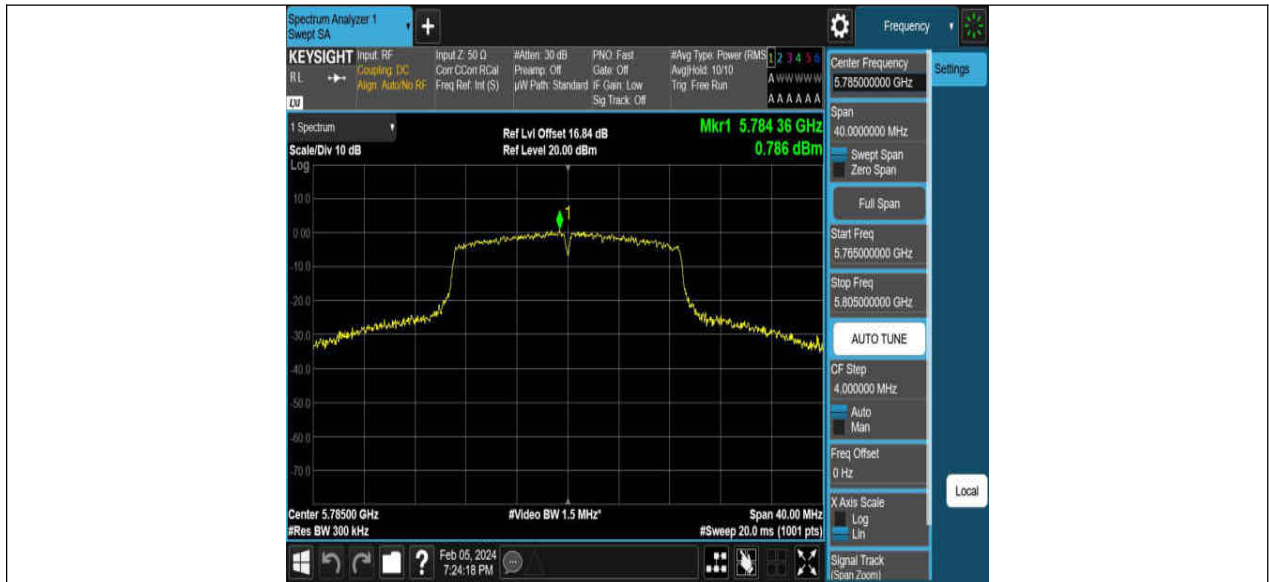 Spectrum Analyzer 1
Swept SA
+
Frequency
KEYSIGHT
RL
Input: RF
Coupling: DC
Align: Auto/No RF
Input Z: 50 Ω
Corr CCorr RCal
Freq Ref: Int (S)
#Atten: 30 dB
Preamp: Off
µW Path: Standard
PNO: Fast
Gate: Off
IF Gain: Low
Sig Track: Off
#Avg Type: Power (RMS
Avg|Hold: 10/10
Trig: Free Run
1 2 3 4 5 6
A W W W W W
A A A A A A
1 Spectrum
Scale/Div 10 dB
Log
Ref Lvl Offset 16.84 dB
Ref Level 20.00 dBm
Mkr1 5.784 36 GHz
0.786 dBm
10.0
0.00
-10.0
-20.0
-30.0
-40.0
-50.0
-60.0
-70.0
1
Center 5.78500 GHz
#Res BW 300 kHz
#Video BW 1.5 MHz*
Span 40.00 MHz
#Sweep 20.0 ms (1001 pts)
?
Feb 05, 2024
7:24:18 PM
Center Frequency
5.785000000 GHz
Settings
Span
40.0000000 MHz
Swept Span
Zero Span
Full Span
Start Freq
5.765000000 GHz
Stop Freq
5.805000000 GHz
AUTO TUNE
CF Step
4.000000 MHz
Auto
Man
Freq Offset
0 Hz
X Axis Scale
Log
Lin
Local
Signal Track
(Span Zoom)